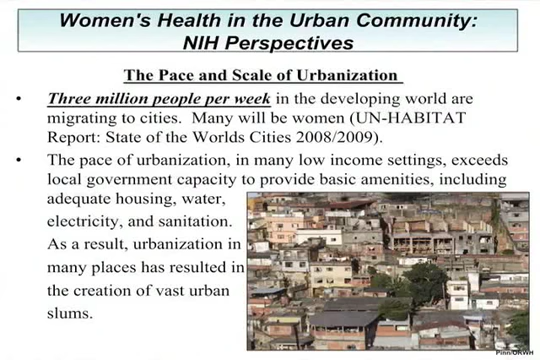 Women's Health in the Urban Community:
NIH Perspectives
The Pace and Scale of Urbanization
• Three million people per week in the developing world are
migrating to cities. Many will be women (UN-HABITAT
Report: State of the Worlds Cities 2008/2009).
• The pace of urbanization, in many low income settings, exceeds
local government capacity to provide basic amenities, including
adequate housing, water,
electricity, and sanitation.
As a result, urbanization in
many places has resulted in
the creation of vast urban
slums.
Pinn/ORWH